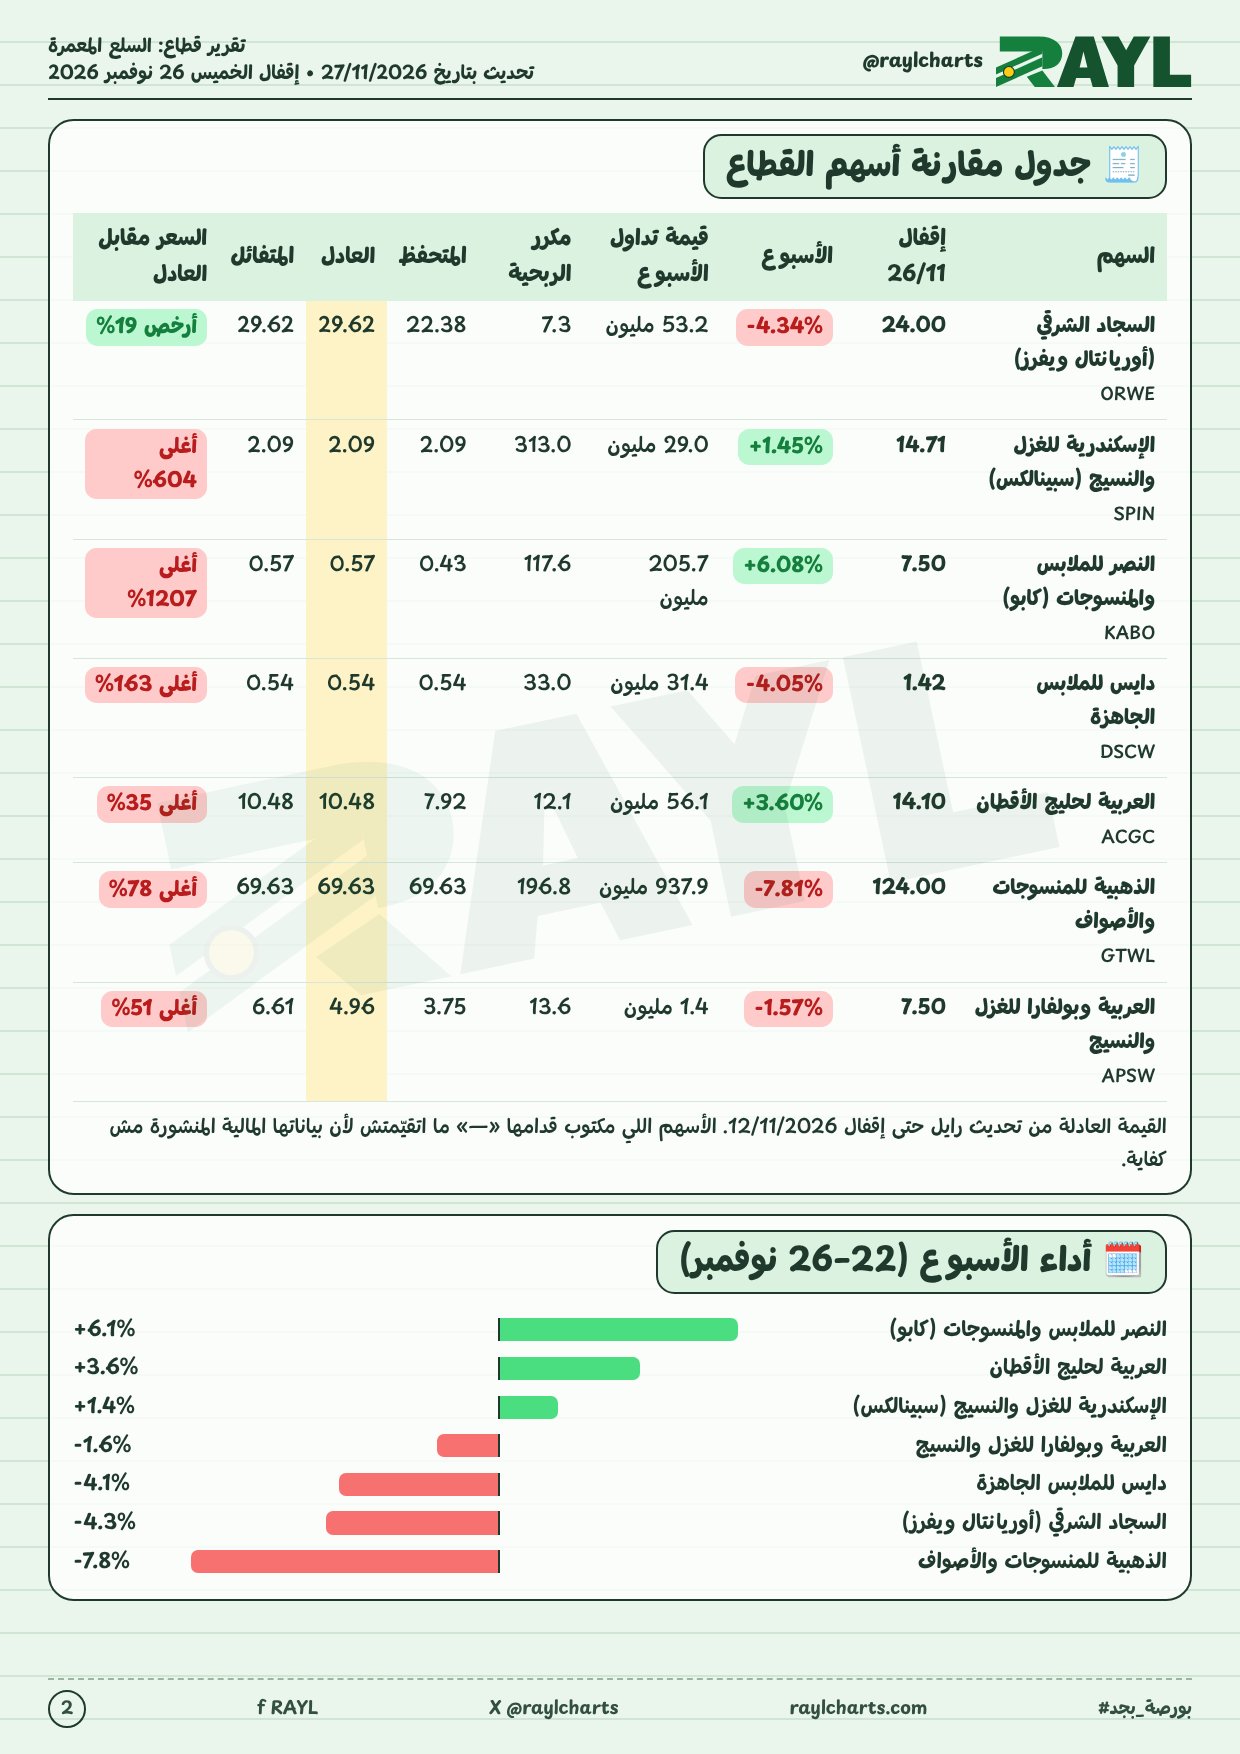 RAYL
@raylcharts
تقرير قطاع: السلع المعمرة
تحديث بتاريخ 27/11/2026 • إقفال الخميس 26 نوفمبر 2026
جدول مقارنة أسهم القطاع
السهم إقفال 26/11 الأسبوع قيمة تداول الأسبوع مكرر الربحية المتحفظ العادل المتفائل السعر مقابل العادل
السجاد الشرقي 24.00 -4.34% 53.2 مليون 7.3 22.38 29.62 29.62 أرخص 19%
(أوريانتال ويفرز)
ORWE
الإسكندرية للغزل 14.71 +1.45% 29.0 مليون 313.0 2.09 2.09 2.09 أغلى
والنسيج (سبينالكس) 604%
SPIN
النصر للملابس 7.50 +6.08% 205.7 117.6 0.43 0.57 0.57 أغلى
والمنسوجات (كابو) مليون 1207%
KABO
دايس للملابس 1.42 -4.05% 31.4 مليون 33.0 0.54 0.54 0.54 أغلى 163%
الجاهزة
DSCW
العربية لحليج الأقطان 14.10 +3.60% 56.1 مليون 12.1 7.92 10.48 10.48 أغلى 35%
ACGC
الذهبية للمنسوجات 124.00 -7.81% 937.9 مليون 196.8 69.63 69.63 69.63 أغلى 78%
والأصواف
GTWL
العربية وبولفارا للغزل 7.50 -1.57% 1.4 مليون 13.6 3.75 4.96 6.61 أغلى 51%
والنسيج
APSW
القيمة العادلة من تحديث رايل حتى إقفال 12/11/2026. الأسهم اللي مكتوب قدامها «—» ما اتقيّمتش لأن بياناتها المالية المنشورة مش
كفاية.
أداء الأسبوع (22-26 نوفمبر)
النصر للملابس والمنسوجات (كابو) +6.1%
العربية لحليج الأقطان +3.6%
الإسكندرية للغزل والنسيج (سبينالكس) +1.4%
العربية وبولفارا للغزل والنسيج -1.6%
دايس للملابس الجاهزة -4.1%
السجاد الشرقي (أوريانتال ويفرز) -4.3%
الذهبية للمنسوجات والأصواف -7.8%
#بورصة_بجد raylcharts.com X @raylcharts f RAYL 2